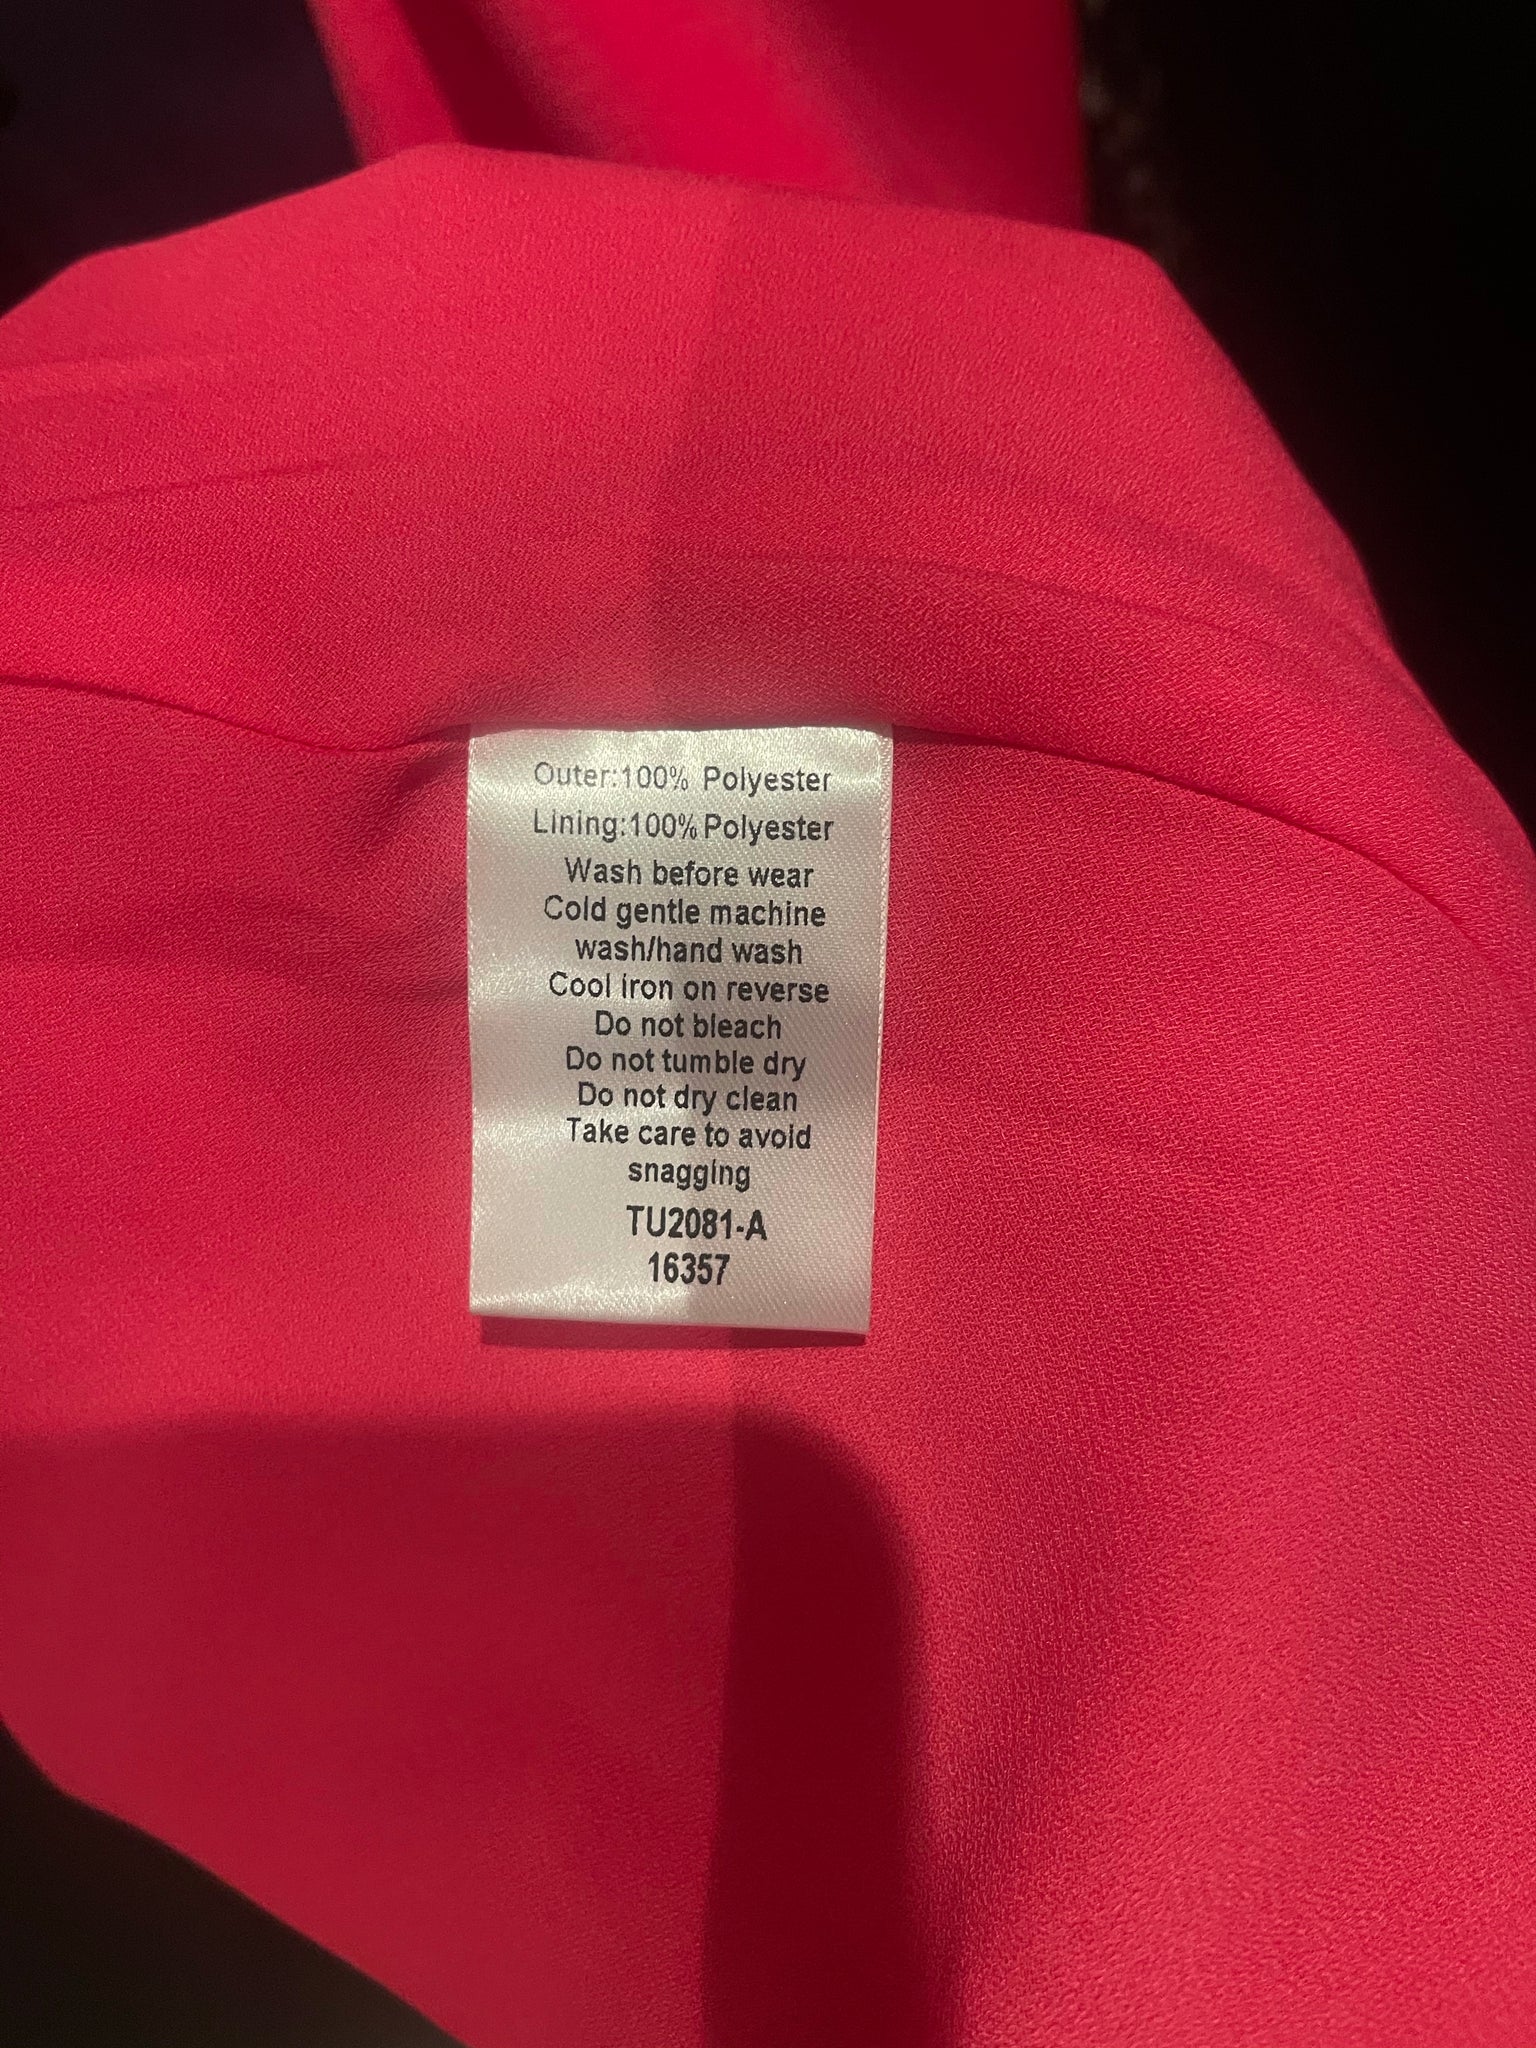 Outer:100% Polyester
Lining:100% Polyester
Wash before wear
Cold gentle machine
wash/hand wash
Cool iron on reverse
Do not bleach
Do not tumble dry
Do not dry clean
Take care to avoid
snagging
TU2081-A
16357